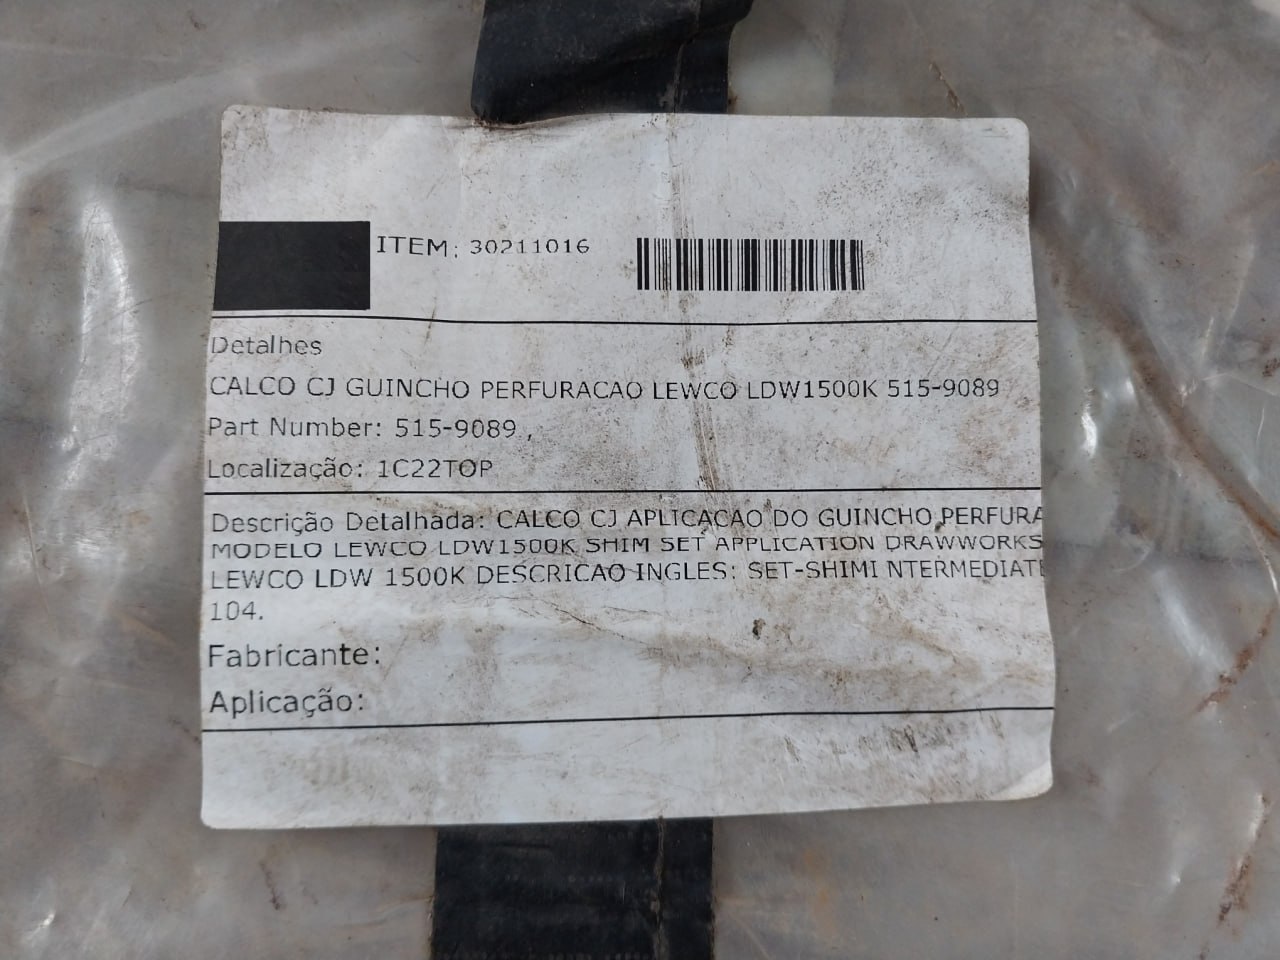 ITEM: 30211016
Detalhes
CALCO CJ GUINCHO PERFURACAO LEWCO LDW1500K 515-9089
Part Number: 515-9089 ,
Localização: 1C22TOP
Descrição Detalhada: CALCO CJ APLICACAO DO GUINCHO PERFURA
MODELO LEWCO LDW1500K SHIM SET APPLICATION DRAWWORKS
LEWCO LDW 1500K DESCRICAO INGLES: SET-SHIMI NTERMEDIATE
104.
Fabricante:
Aplicação: